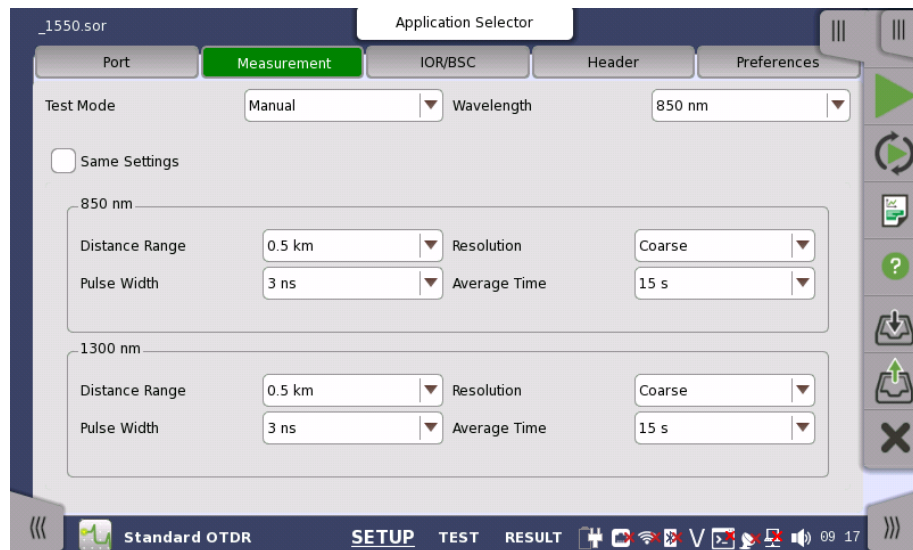 _1550.sor
Application Selector
Port Measurement IOR/BSC Header Preferences
Test Mode Manual Wavelength 850 nm
Same Settings
850 nm
Distance Range 0.5 km Resolution Coarse
Pulse Width 3 ns Average Time 15 s
1300 nm
Distance Range 0.5 km Resolution Coarse
Pulse Width 3 ns Average Time 15 s
Standard OTDR SETUP TEST RESULT V 09 17